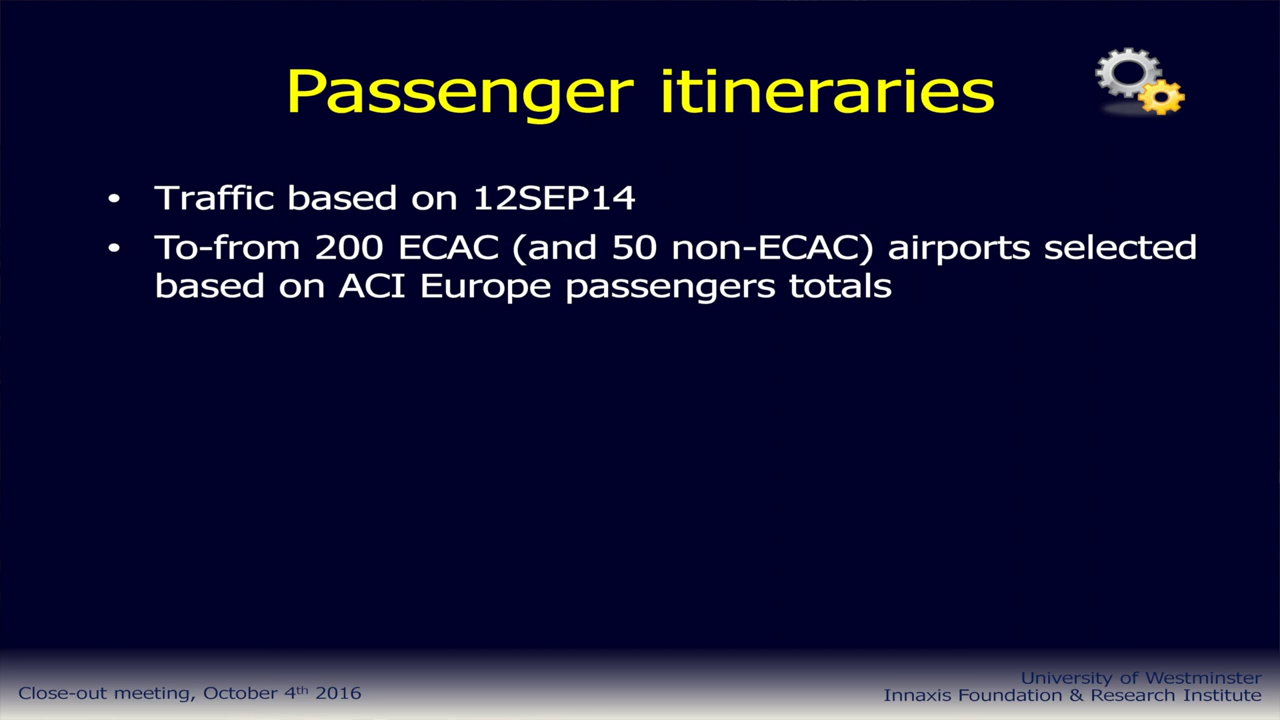 Passenger itineraries
• Traffic based on 12SEP14
• To-from 200 ECAC (and 50 non-ECAC) airports selected
based on ACI Europe passengers totals
Close-out meeting, October 4th 2016
University of Westminster
Innaxis Foundation & Research Institute